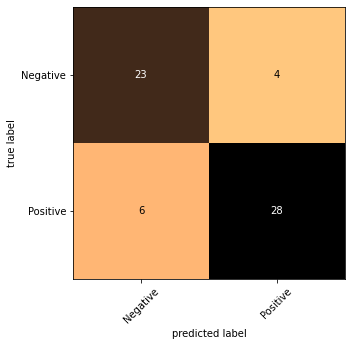 true label
Negative
23 4
Positive
6 28
Negative
Positive
predicted label